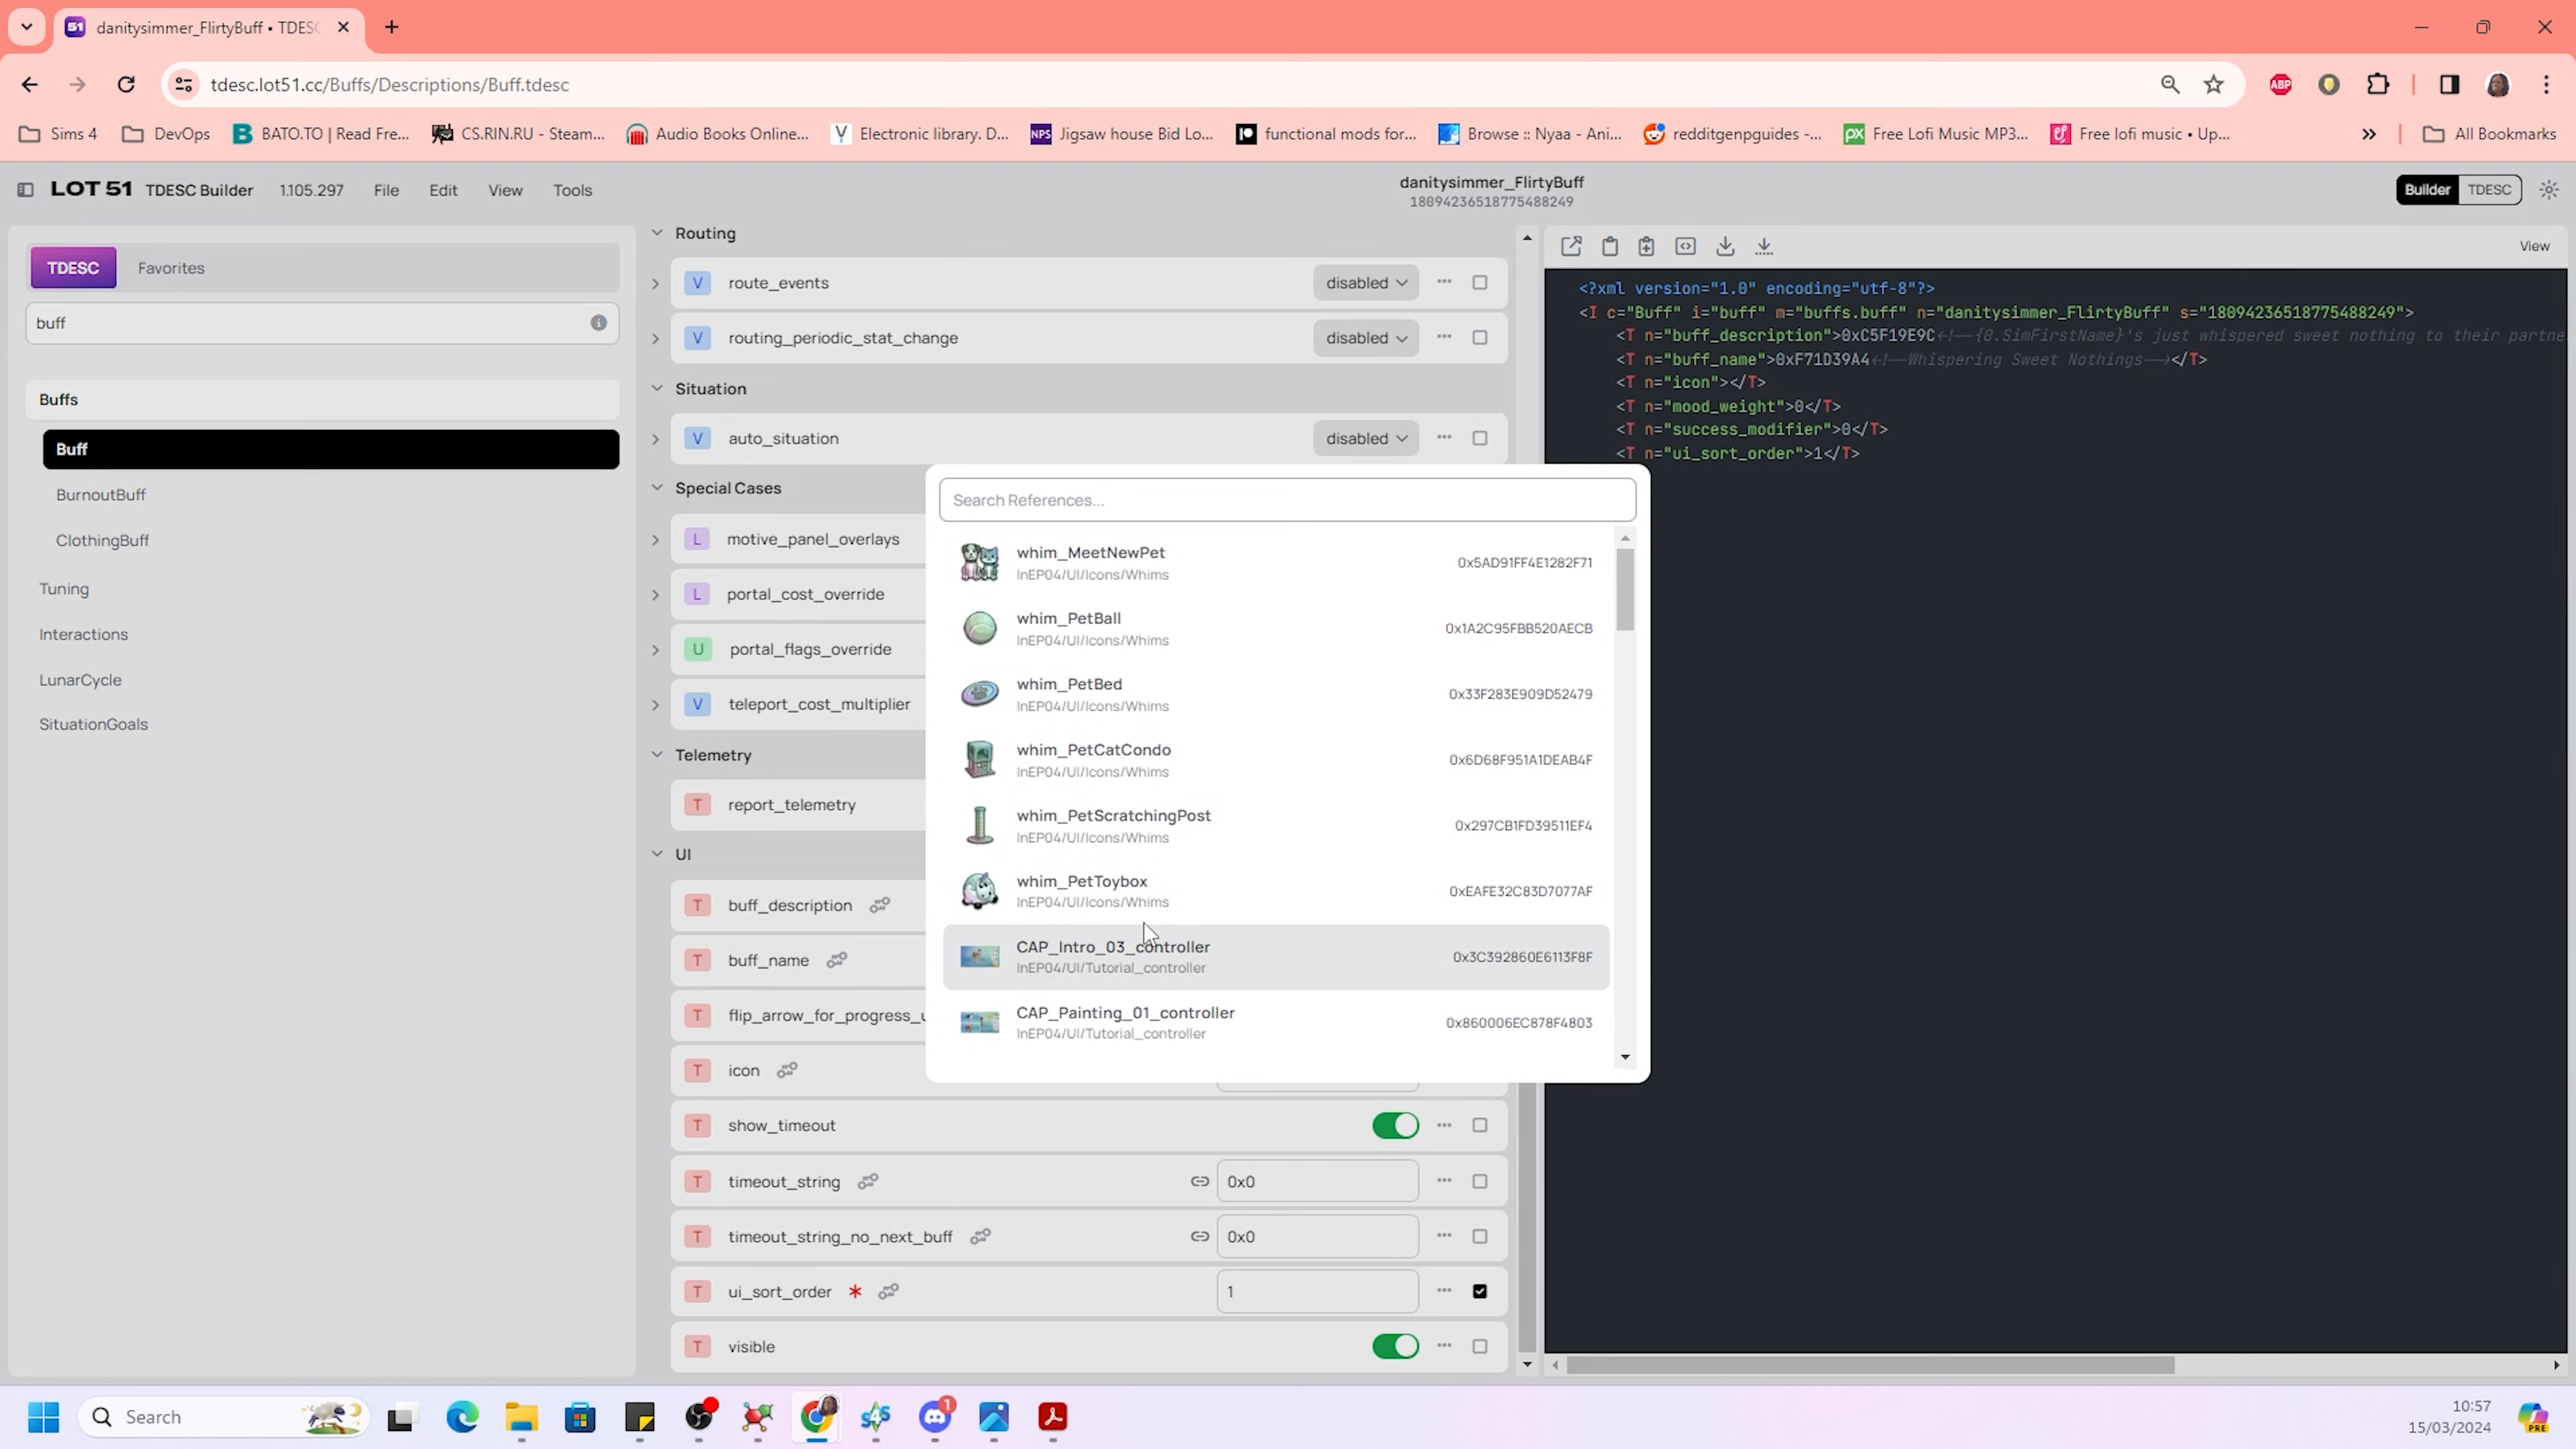 danitysimmer_FlirtyBuff • TDESC
tdesc.lot51.cc/Buffs/Descriptions/Buff.tdesc
ABP
Sims 4
DevOps
BATO.TO | Read Fre...
CS.RIN.RU - Steam...
Audio Books Online...
Electronic library. D...
NPS Jigsaw house Bid Lo...
functional mods for...
Browse :: Nyaa - Ani...
redditgenpguides -...
px Free Lofi Music MP3...
Free lofi music • Up...
All Bookmarks
LOT 51 TDESC Builder 1.105.297 File Edit View Tools
danitysimmer_FlirtyBuff
18094236518775488249
Builder TDESC
TDESC Favorites
buff
Buffs
Buff
BurnoutBuff
ClothingBuff
Tuning
Interactions
LunarCycle
SituationGoals
Routing
V route_events disabled
V routing_periodic_stat_change disabled
Situation
V auto_situation disabled
Special Cases
L motive_panel_overlays
L portal_cost_override
U portal_flags_override
V teleport_cost_multiplier
Telemetry
T report_telemetry
UI
T buff_description
T buff_name
T flip_arrow_for_progress_u
T icon
T show_timeout
T timeout_string 0x0
T timeout_string_no_next_buff 0x0
T ui_sort_order * 1
T visible
Search References...
whim_MeetNewPet
InEP04/UI/Icons/Whims
0x5AD91FF4E1282F71
whim_PetBall
InEP04/UI/Icons/Whims
0x1A2C95FBB520AECB
whim_PetBed
InEP04/UI/Icons/Whims
0x33F283E909D52479
whim_PetCatCondo
InEP04/UI/Icons/Whims
0x6D68F951A1DEAB4F
whim_PetScratchingPost
InEP04/UI/Icons/Whims
0x297CB1FD39511EF4
whim_PetToybox
InEP04/UI/Icons/Whims
0xEAFE32C83D7077AF
CAP_Intro_03_controller
InEP04/UI/Tutorial_controller
0x3C392860E6113F8F
CAP_Painting_01_controller
InEP04/UI/Tutorial_controller
0x860006EC878F4803
View
<?xml version="1.0" encoding="utf-8"?>
<I c="Buff" i="buff" m="buffs.buff" n="danitysimmer_FlirtyBuff" s="18094236518775488249">
<T n="buff_description">0xC5F19E9C<!--{0.SimFirstName}'s just whispered sweet nothing to their partne
<T n="buff_name">0xF71D39A4<!--Whispering Sweet Nothings--></T>
<T n="icon"></T>
<T n="mood_weight">0</T>
<T n="success_modifier">0</T>
<T n="ui_sort_order">1</T>
Search
1
10:57
15/03/2024
PRE